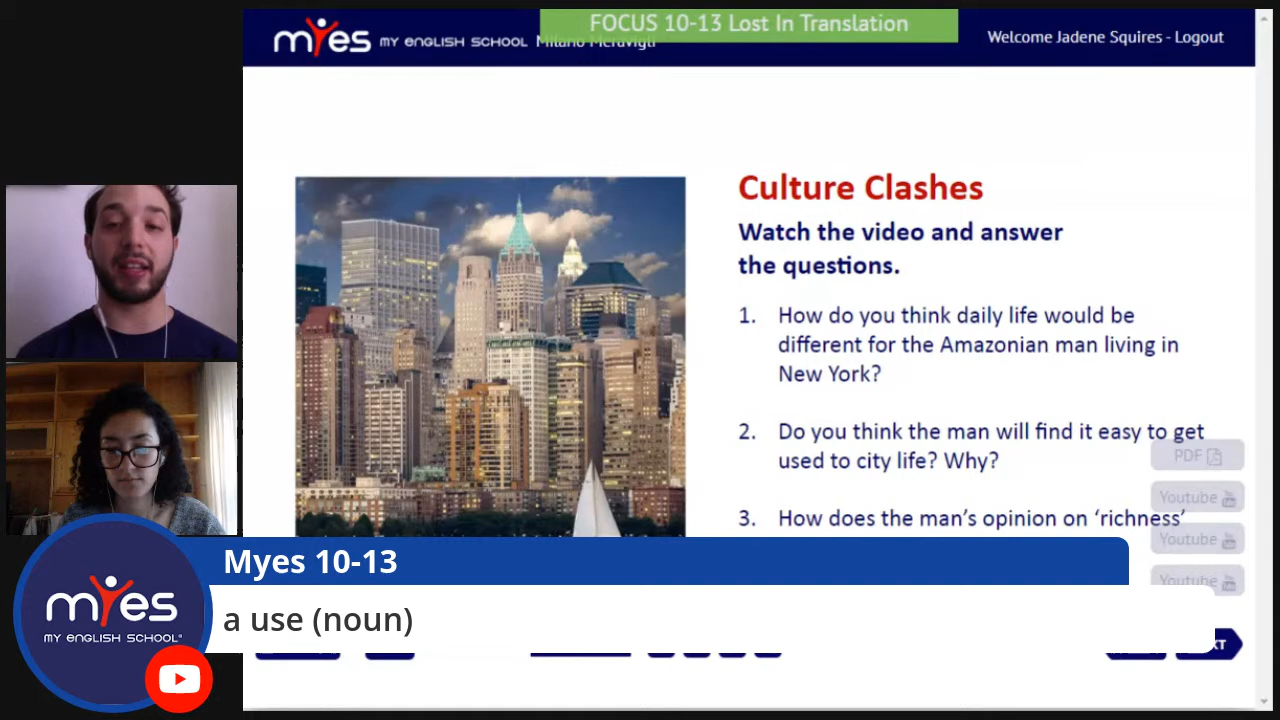 FOCUS 10-13 Lost In Translation
myes MY ENGLISH SCHOOL Milano Meravigli
Welcome Jadene Squires - Logout
Culture Clashes
Watch the video and answer
the questions.
1. How do you think daily life would be
different for the Amazonian man living in
New York?
2. Do you think the man will find it easy to get
used to city life? Why?
3. How does the man's opinion on 'richness'
PDF
Youtube
Youtube
Youtube
Myes 10-13
a use (noun)
myes
MY ENGLISH SCHOOL